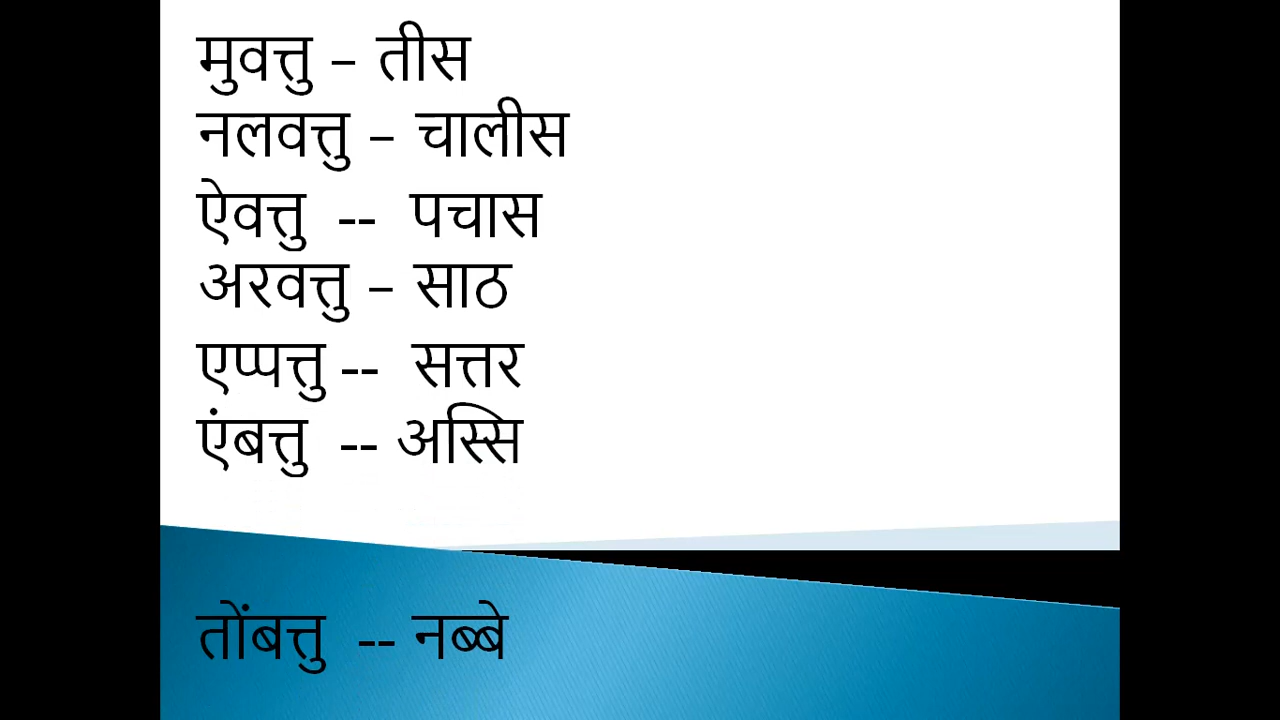 मुवत्तु – तीस
नलवत्तु – चालीस
ऐवत्तु -- पचास
अरवत्तु – साठ
एप्पत्तु -- सत्तर
एंबत्तु -- अस्सि
तोंबत्तु -- नब्बे